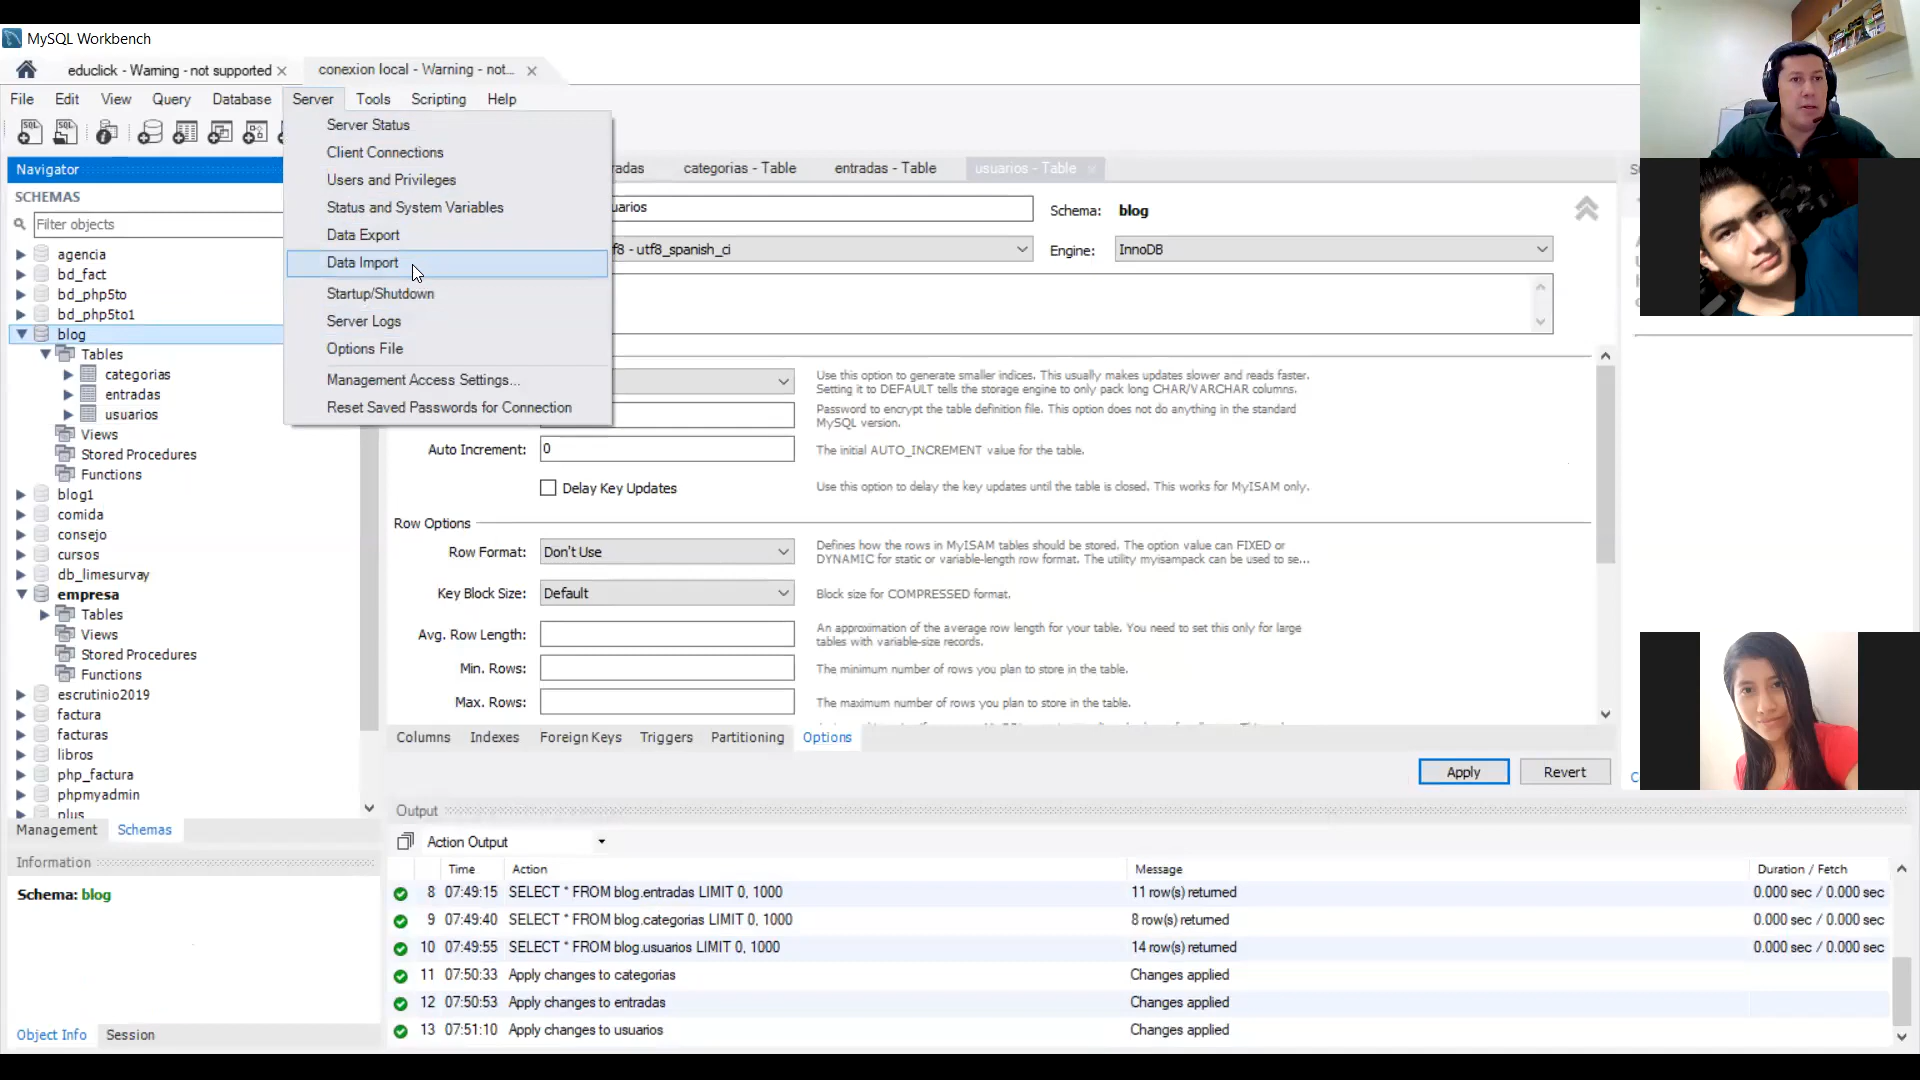 MySQL Workbench
educlick - Warning - not supported
conexion local - Warning - not...
File Edit View Query Database Server Tools Scripting Help
Server Status
Client Connections
Users and Privileges
Status and System Variables
Data Export
Data Import
Startup/Shutdown
Server Logs
Options File
Management Access Settings...
Reset Saved Passwords for Connection
Navigator
SCHEMAS
Filter objects
agencia
bd_fact
bd_php5to
bd_php5to1
blog
Tables
categorias
entradas
usuarios
Views
Stored Procedures
Functions
blog1
comida
consejo
cursos
db_limesurvay
empresa
Tables
Views
Stored Procedures
Functions
escrutinio2019
factura
facturas
libros
php_factura
phpmyadmin
plus
Management Schemas
Information
Schema: blog
Object Info Session
radas categorias - Table entradas - Table usuarios - Table
uarios
Schema: blog
f8 - utf8_spanish_ci
Engine: InnoDB
Use this option to generate smaller indices. This usually makes updates slower and reads faster.
Setting it to DEFAULT tells the storage engine to only pack long CHAR/VARCHAR columns.
Password to encrypt the table definition file. This option does not do anything in the standard
MySQL version.
Auto Increment: 0 The initial AUTO_INCREMENT value for the table.
Delay Key Updates Use this option to delay the key updates until the table is closed. This works for MyISAM only.
Row Options
Row Format: Don't Use
Defines how the rows in MyISAM tables should be stored. The option value can FIXED or
DYNAMIC for static or variable-length row format. The utility myisampack can be used to se...
Key Block Size: Default Block size for COMPRESSED format.
Avg. Row Length:
An approximation of the average row length for your table. You need to set this only for large
tables with variable-size records.
Min. Rows: The minimum number of rows you plan to store in the table.
Max. Rows: The maximum number of rows you plan to store in the table.
Columns Indexes Foreign Keys Triggers Partitioning Options
Apply Revert
Output
Action Output
Time Action Message Duration / Fetch
8 07:49:15 SELECT * FROM blog.entradas LIMIT 0, 1000 11 row(s) returned 0.000 sec / 0.000 sec
9 07:49:40 SELECT * FROM blog.categorias LIMIT 0, 1000 8 row(s) returned 0.000 sec / 0.000 sec
10 07:49:55 SELECT * FROM blog.usuarios LIMIT 0, 1000 14 row(s) returned 0.000 sec / 0.000 sec
11 07:50:33 Apply changes to categorias Changes applied
12 07:50:53 Apply changes to entradas Changes applied
13 07:51:10 Apply changes to usuarios Changes applied